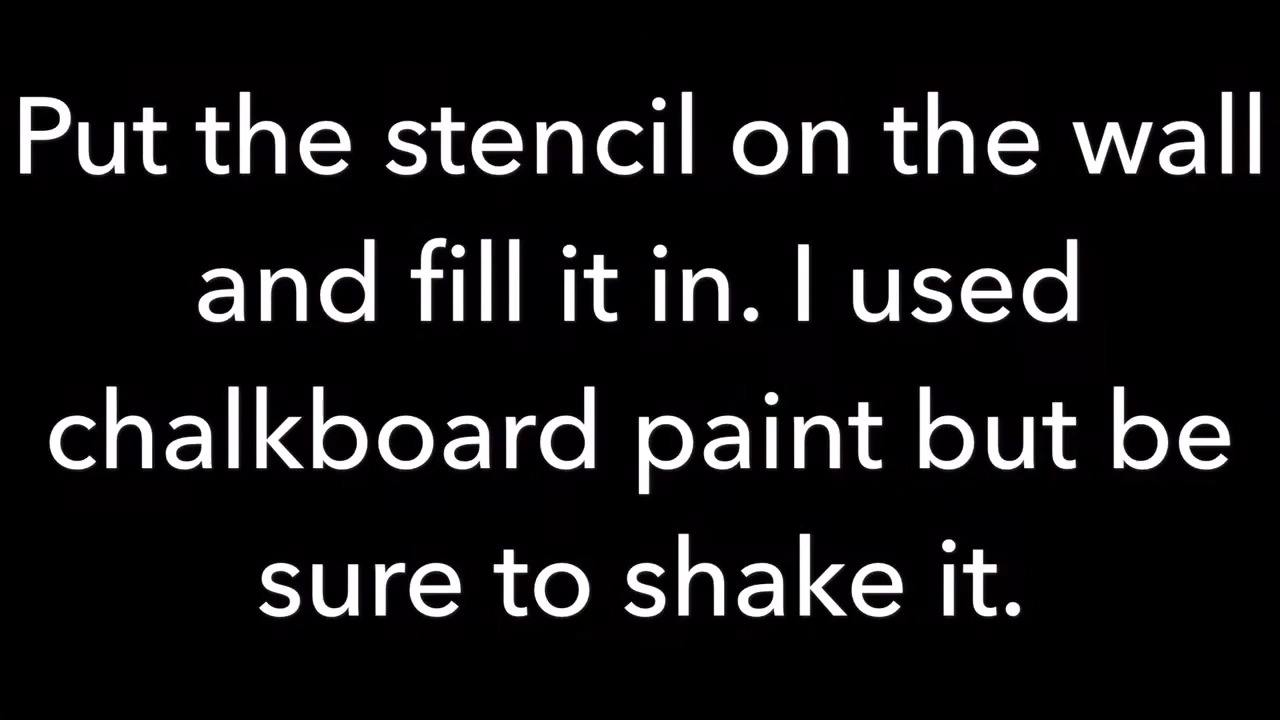 Put the stencil on the wall
and fill it in. I used
chalkboard paint but be
sure to shake it.